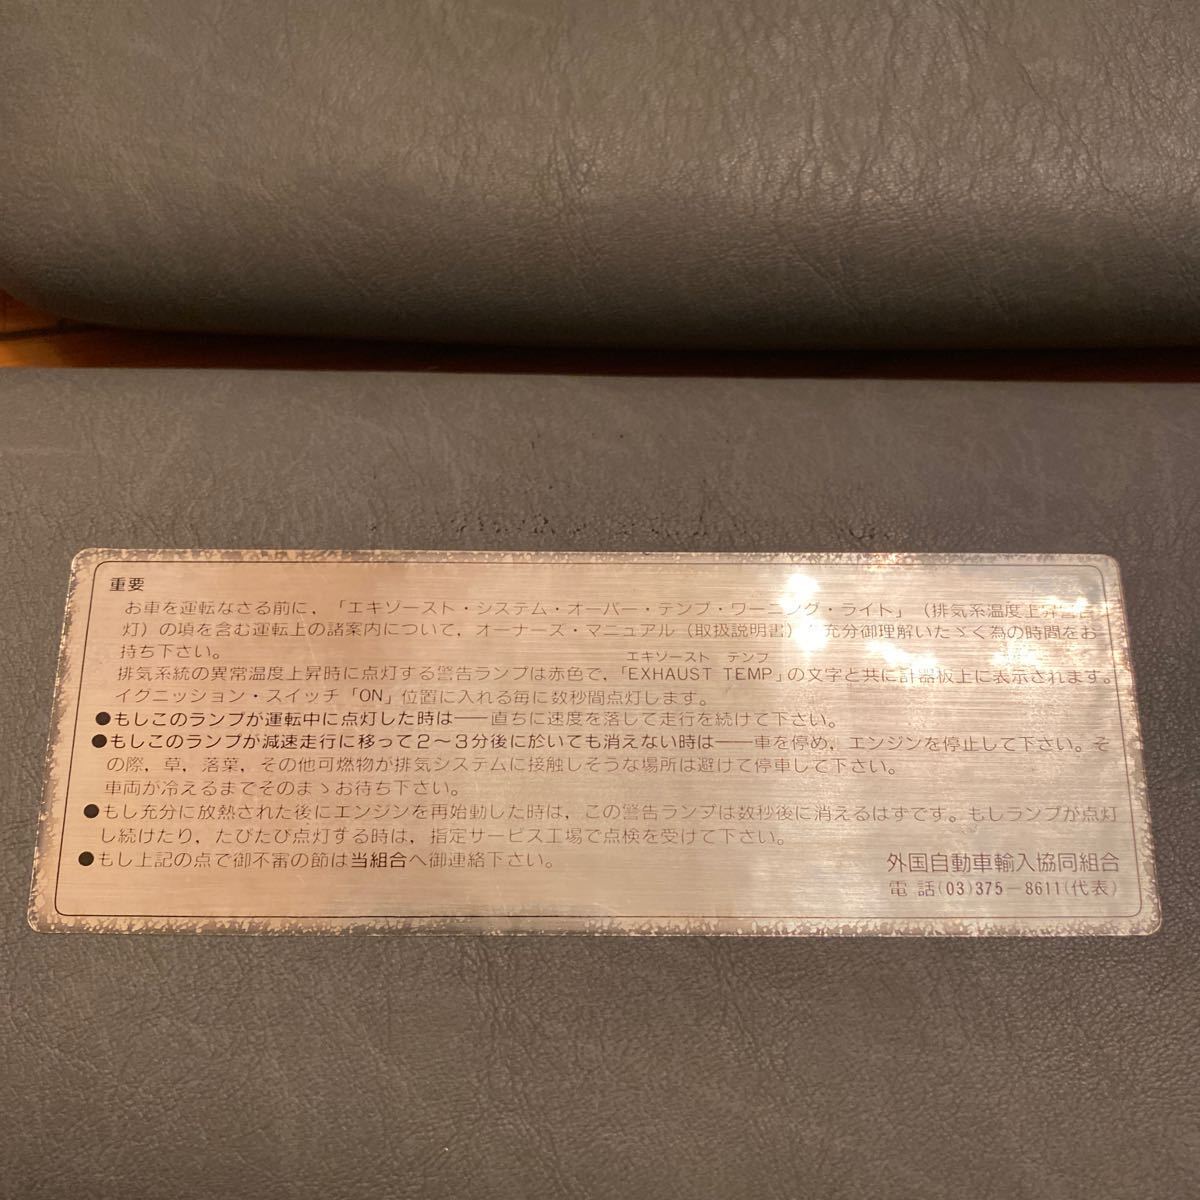 重要
お車を運転なさる前に，「エキゾースト・システム・オーバー・テンプ・ワーニング・ライト」（排気系温度上昇警告
灯）の項を含む運転上の諸案内について，オーナーズ・マニュアル（取扱説明書） 充分御理解いたゞく為の時間をお
持ち下さい。
エキゾースト テンプ
排気系統の異常温度上昇時に点灯する警告ランプは赤色で，「EXHAUST TEMP」の文字と共に計器板上に表示されます。
イグニッション・スイッチ「ON」位置に入れる毎に数秒間点灯します。
●もしこのランプが運転中に点灯した時は――直ちに速度を落して走行を続けて下さい。
●もしこのランプが減速走行に移って２～３分後に於いても消えない時は――車を停め，エンジンを停止して下さい。そ
の際，草，落葉，その他可燃物が排気システムに接触しそうな場所は避けて停車して下さい。
車両が冷えるまでそのまゝお待ち下さい。
●もし充分に放熱された後にエンジンを再始動した時は，この警告ランプは数秒後に消えるはずです。もしランプが点灯
し続けたり，たびたび点灯する時は，指定サービス工場で点検を受けて下さい。
●もし上記の点で御不審の節は当組合へ御連絡下さい。
外国自動車輸入協同組合
電話(03)375－8611(代表)